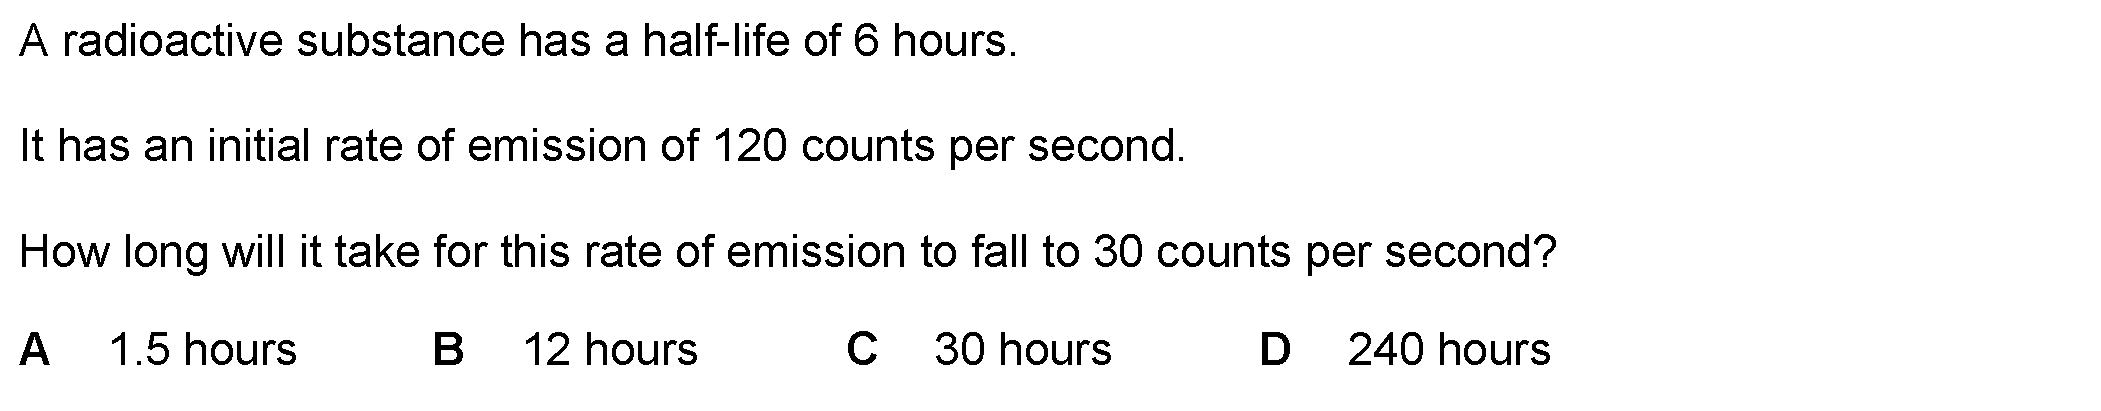 A radioactive substance has a half-life of 6 hours.
It has an initial rate of emission of 120 counts per second.
How long will it take for this rate of emission to fall to 30 counts per second?
A 1.5 hours B 12 hours C 30 hours D 240 hours